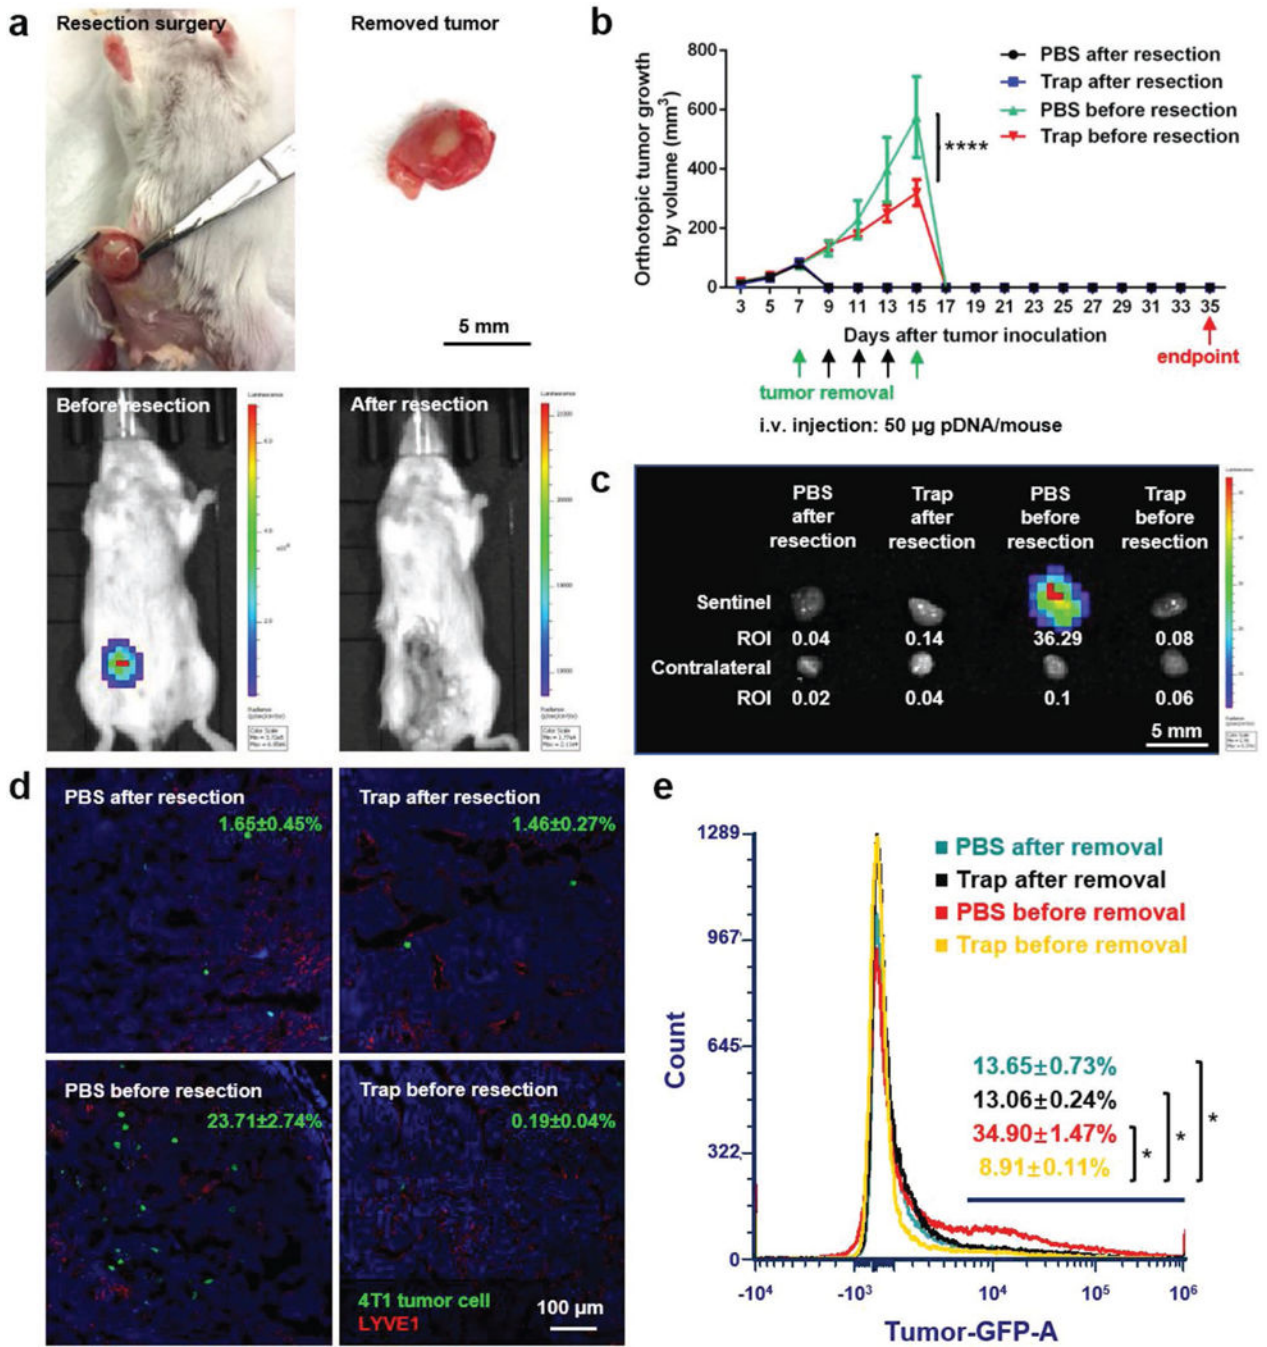 a
Resection surgery
Removed tumor
5 mm
Before resection
After resection
Luminescence
Luminescence
6.0
4.0
2.0
b
800
600
400
200
0
Orthotopic tumor growth
by volume (mm³)
PBS after resection
Trap after resection
PBS before resection
Trap before resection
****
3 5 7 9 11 13 15 17 19 21 23 25 27 29 31 33 35
Days after tumor inoculation
tumor removal
endpoint
i.v. injection: 50 µg pDNA/mouse
c
PBS after resection
Trap after resection
PBS before resection
Trap before resection
Sentinel
ROI 0.04 0.14 36.29 0.08
Contralateral
ROI 0.02 0.04 0.1 0.06
5 mm
d
PBS after resection
1.65±0.45%
Trap after resection
1.46±0.27%
PBS before resection
23.71±2.74%
Trap before resection
0.19±0.04%
4T1 tumor cell
LYVE1
100 µm
e
1289
967
645
322
0
Count
PBS after removal
Trap after removal
PBS before removal
Trap before removal
13.65±0.73%
13.06±0.24%
34.90±1.47%
8.91±0.11%
* * *
-10⁴ -10³ 10⁴ 10⁵ 10⁶
Tumor-GFP-A